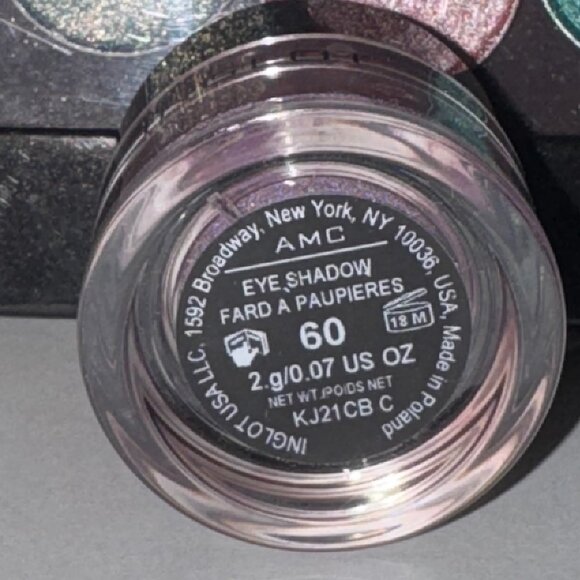 INGLOT USA LLC, 1592 Broadway, New York, NY 10036, USA, Made in Poland
AMC
EYE SHADOW
FARD A PAUPIERES
60
18 M
2.g/0.07 US OZ
NET WT./POIDS NET
KJ21CB C